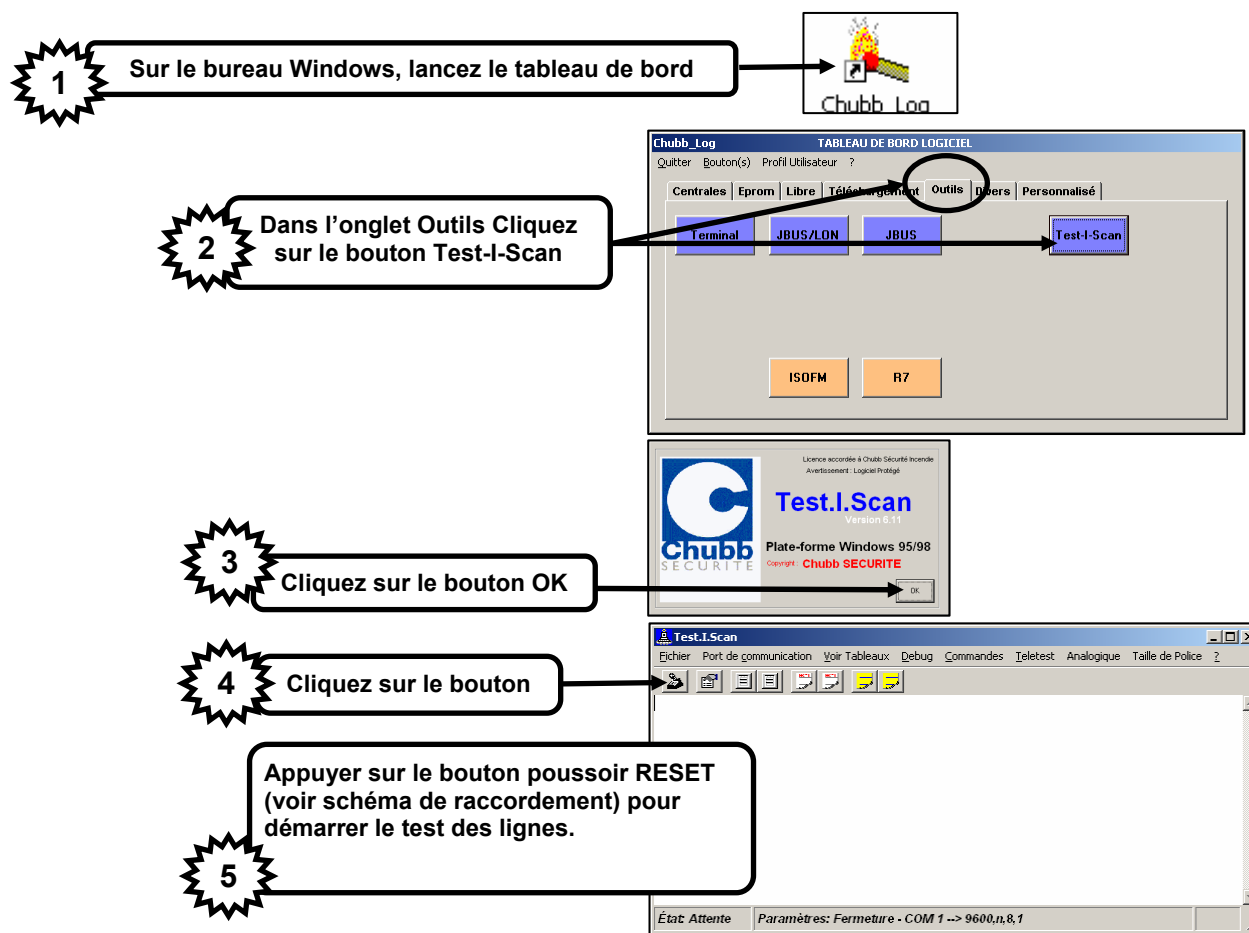 1
Sur le bureau Windows, lancez le tableau de bord
Chubb_Log
Chubb_Log TABLEAU DE BORD LOGICIEL
Quitter Bouton(s) Profil Utilisateur ?
Centrales Eprom Libre Téléchargement Outils Divers Personnalisé
2
Dans l’onglet Outils Cliquez
sur le bouton Test-I-Scan
Terminal JBUS/LON JBUS Test-I-Scan
ISOFM R7
Licence accordée à Chubb Sécurité Incendie
Avertissement : Logiciel Protégé
Test.I.Scan
Version 6.11
Chubb
SECURITE
Plate-forme Windows 95/98
Copyright : Chubb SECURITE
OK
3
Cliquez sur le bouton OK
Test.I.Scan
Fichier Port de communication Voir Tableaux Debug Commandes Teletest Analogique Taille de Police ?
4
Cliquez sur le bouton
Appuyer sur le bouton poussoir RESET
(voir schéma de raccordement) pour
démarrer le test des lignes.
5
État: Attente Paramètres: Fermeture - COM 1 --> 9600,n,8,1